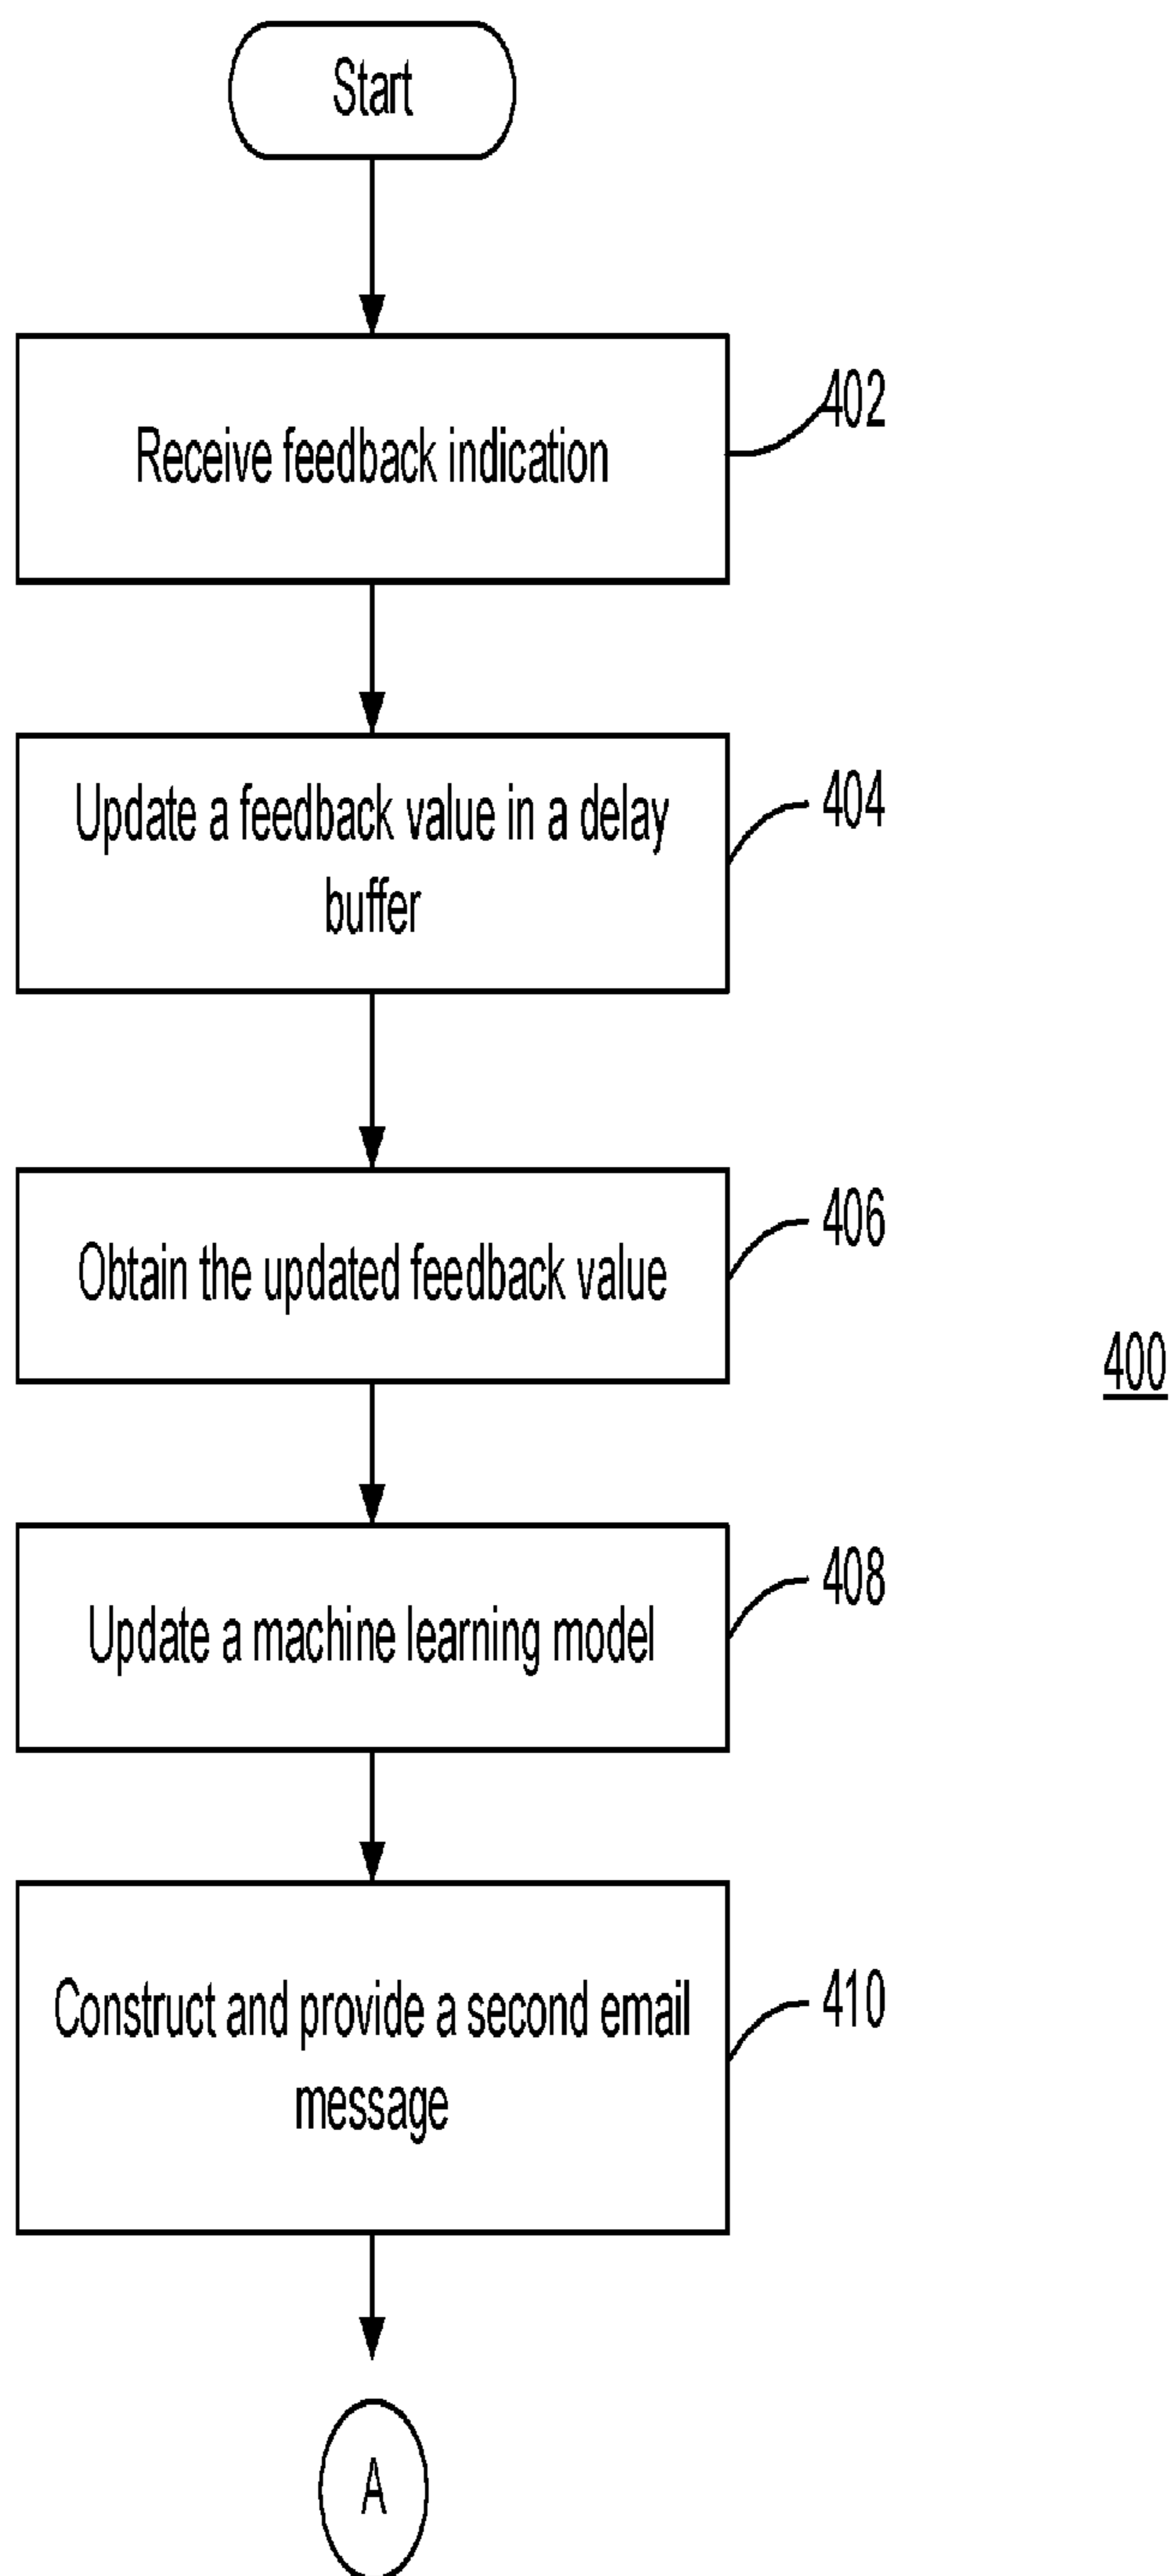 Start
Receive feedback indication
402
Update a feedback value in a delay
buffer
404
Obtain the updated feedback value
406
400
Update a machine learning model
408
Construct and provide a second email
message
410
A